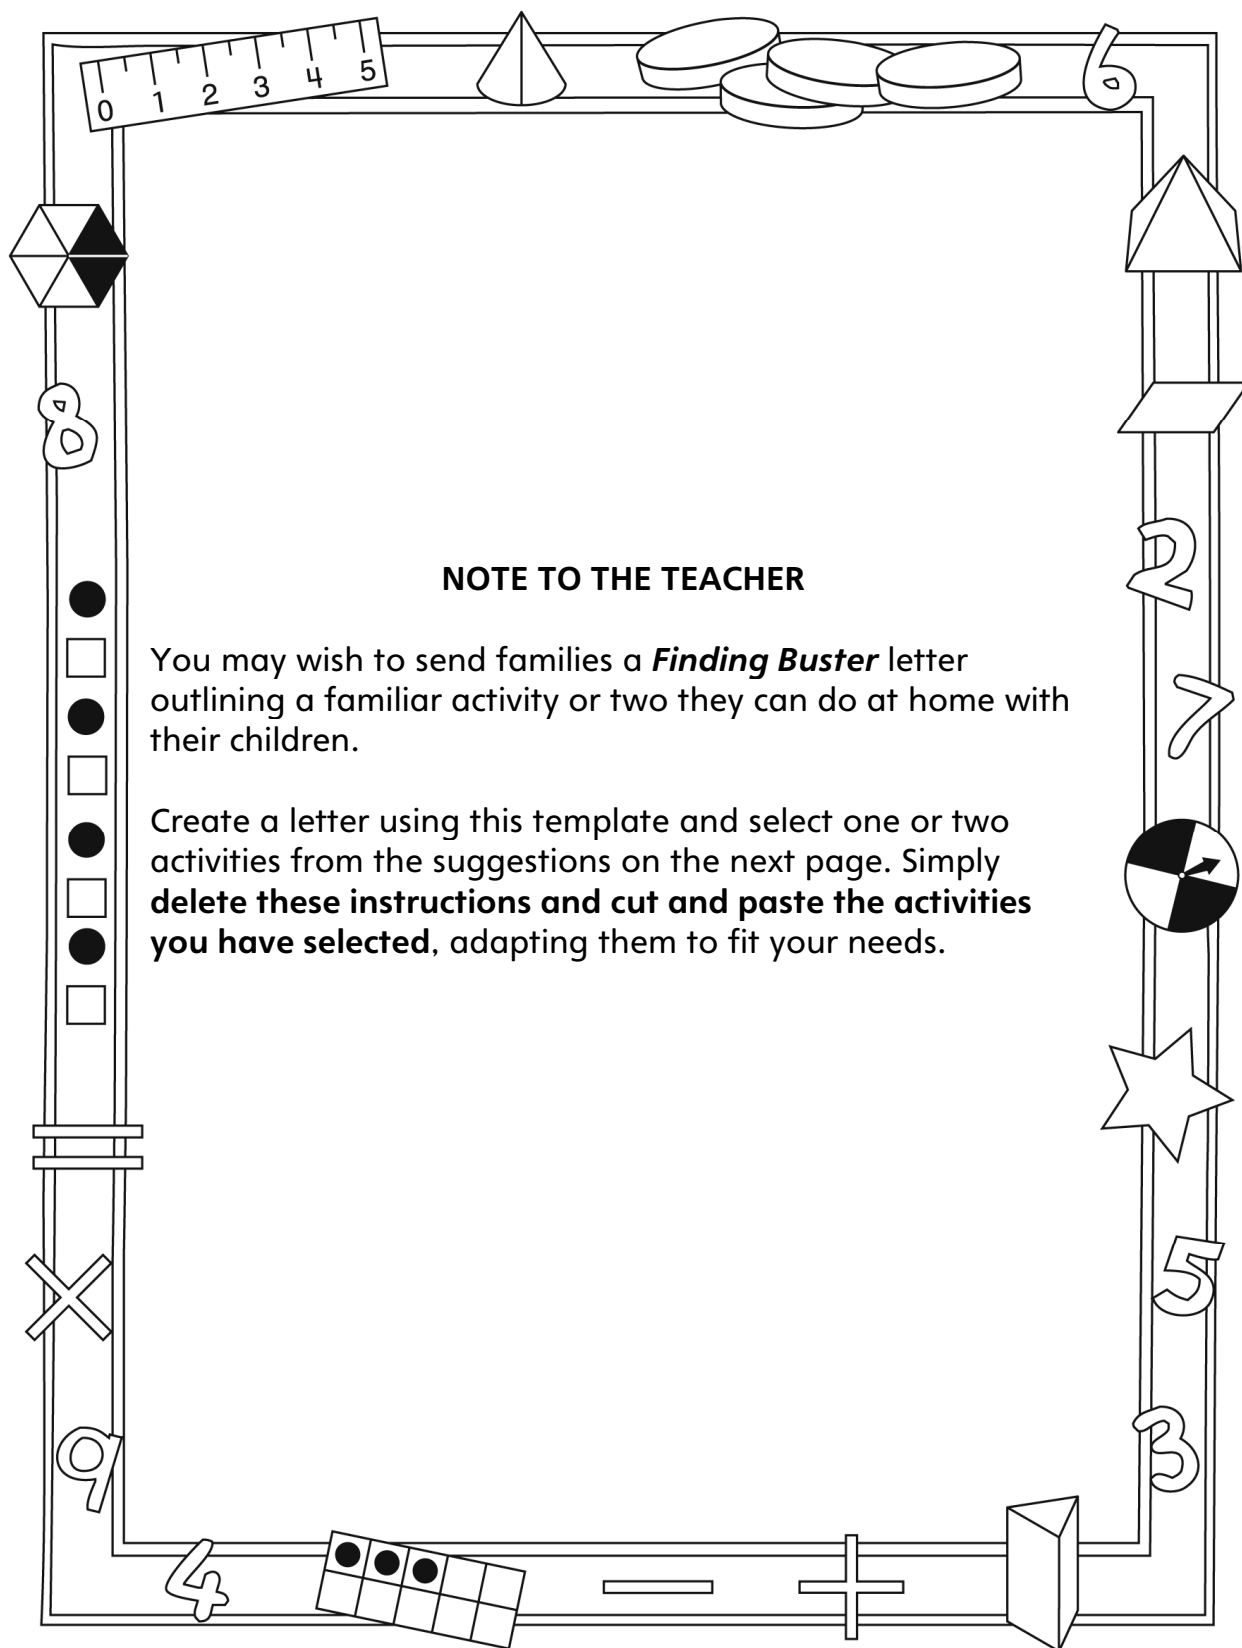 0 1 2 3 4 5
6
8
2
NOTE TO THE TEACHER
You may wish to send families a Finding Buster letter
outlining a familiar activity or two they can do at home with
their children.
7
Create a letter using this template and select one or two
activities from the suggestions on the next page. Simply
delete these instructions and cut and paste the activities
you have selected, adapting them to fit your needs.
=
5
×
3
9
4
− +